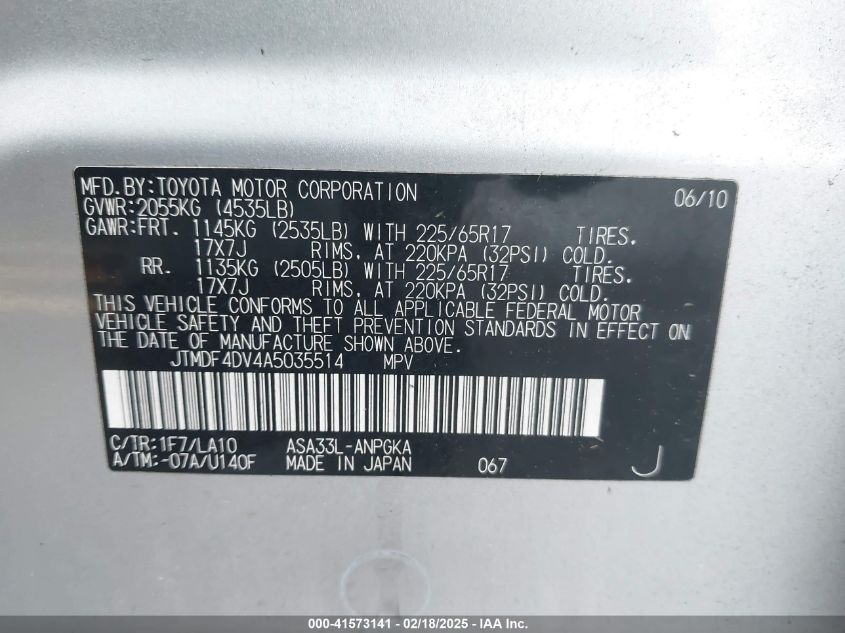 MFD.BY:TOYOTA MOTOR CORPORATION 06/10
GVWR:2055KG (4535LB)
GAWR:FRT. 1145KG (2535LB) WITH 225/65R17 TIRES.
17X7J RIMS, AT 220KPA (32PSI) COLD.
RR. 1135KG (2505LB) WITH 225/65R17 TIRES.
17X7J RIMS, AT 220KPA (32PSI) COLD.
THIS VEHICLE CONFORMS TO ALL APPLICABLE FEDERAL MOTOR
VEHICLE SAFETY AND THEFT PREVENTION STANDARDS IN EFFECT ON
THE DATE OF MANUFACTURE SHOWN ABOVE.
JTMDF4DV4A5035514 MPV
C/TR:1F7/LA10 ASA33L-ANPGKA
A/TM:-07A/U140F MADE IN JAPAN 067 J
000-41573141 - 02/18/2025 - IAA Inc.